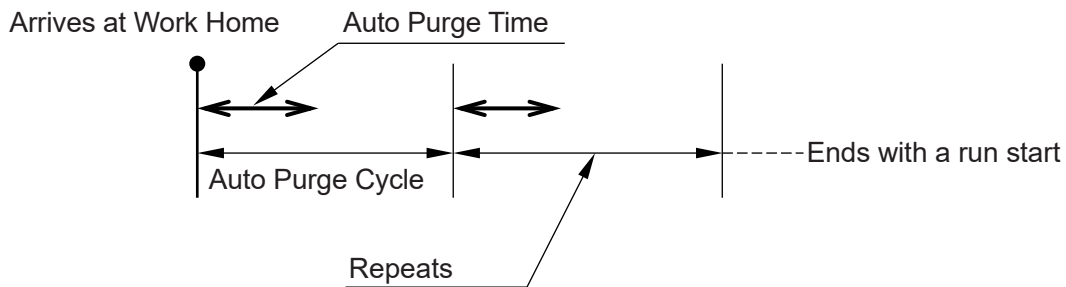 Arrives at Work Home
Auto Purge Time
Ends with a run start
Auto Purge Cycle
Repeats